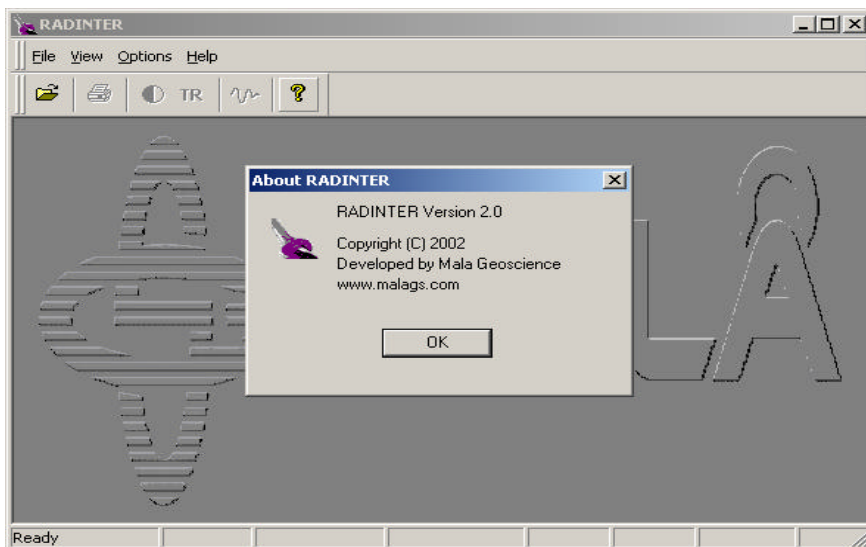 RADINTER
File View Options Help
TR
?
About RADINTER
RADINTER Version 2.0
Copyright (C) 2002
Developed by Mala Geoscience
www.malags.com
OK
LÅ
Ready